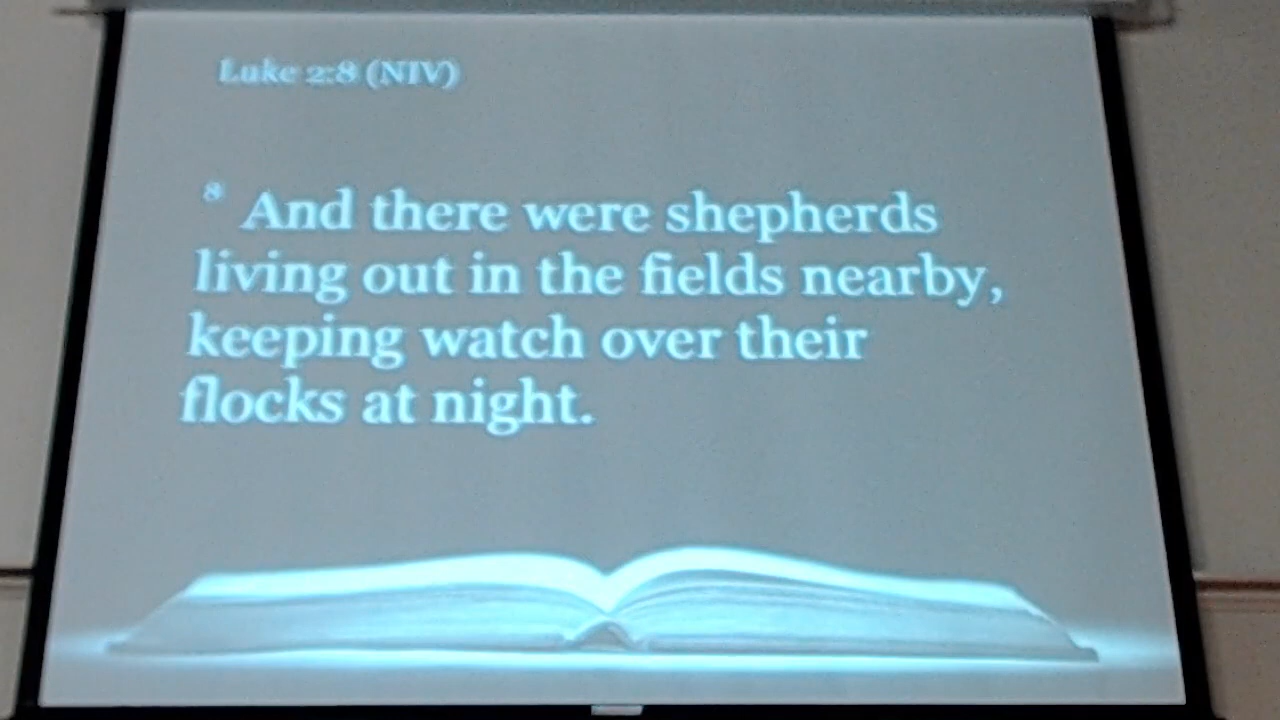 Luke 2:8 (NIV)
8 And there were shepherds
living out in the fields nearby,
keeping watch over their
flocks at night.